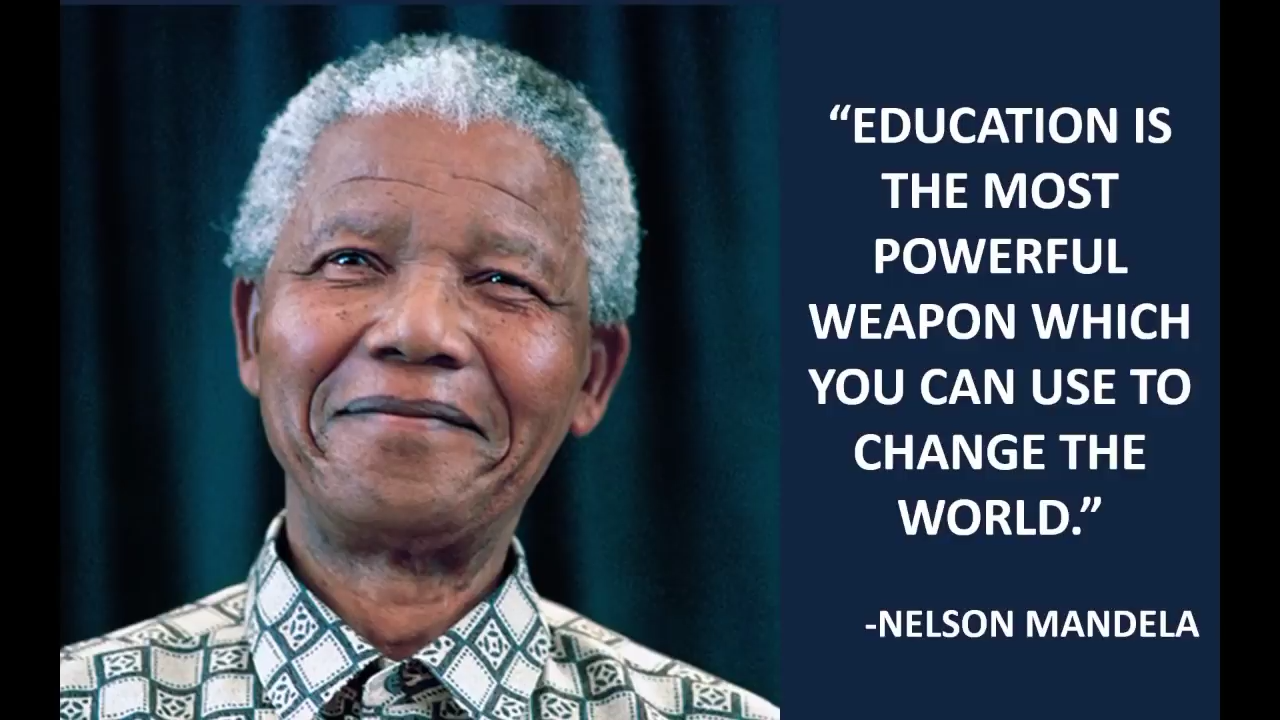 “EDUCATION IS
THE MOST
POWERFUL
WEAPON WHICH
YOU CAN USE TO
CHANGE THE
WORLD.”
-NELSON MANDELA